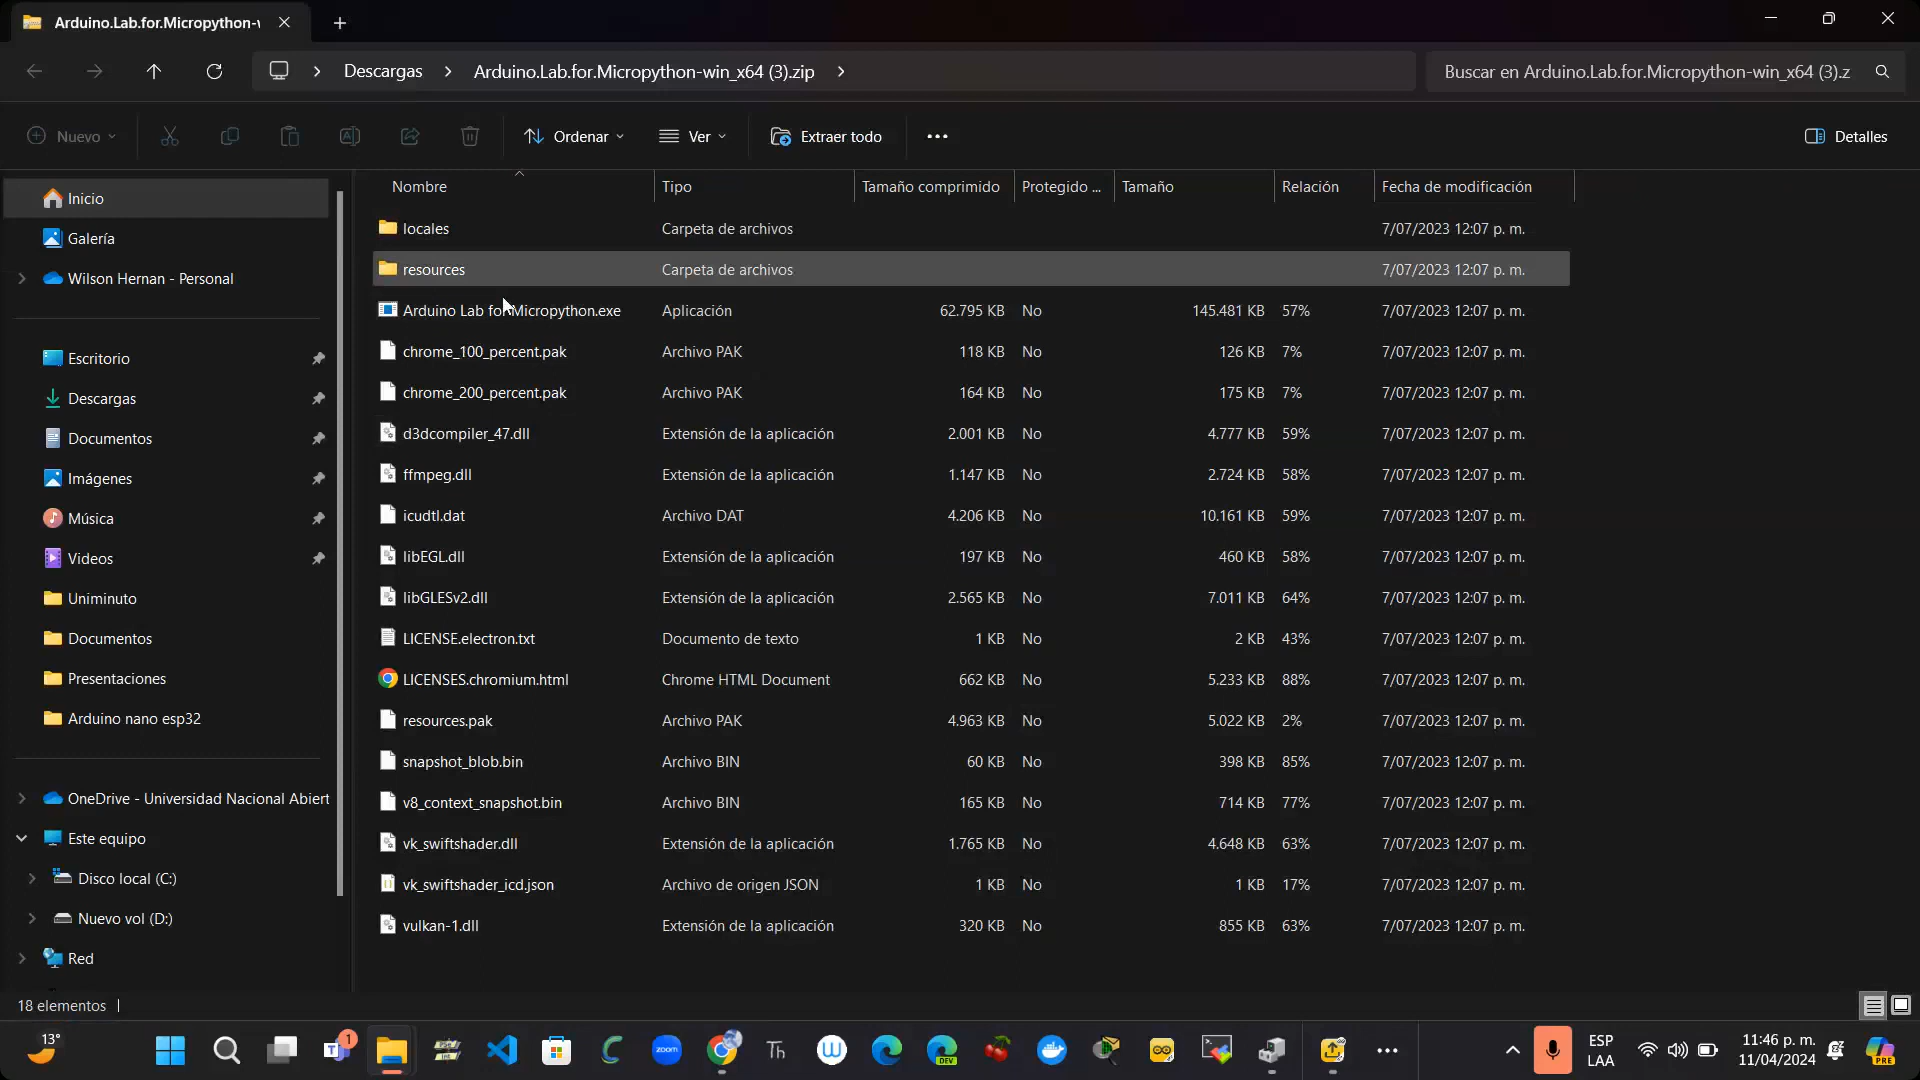 Arduino.Lab.for.Micropython-w
Descargas
Arduino.Lab.for.Micropython-win_x64 (3).zip
Buscar en Arduino.Lab.for.Micropython-win_x64 (3).z
Nuevo
Ordenar
Ver
Extraer todo
Detalles
Nombre Tipo Tamaño comprimido Protegido ... Tamaño Relación Fecha de modificación
locales Carpeta de archivos 7/07/2023 12:07 p. m.
resources Carpeta de archivos 7/07/2023 12:07 p. m.
Arduino Lab for Micropython.exe Aplicación 62.795 KB No 145.481 KB 57% 7/07/2023 12:07 p. m.
chrome_100_percent.pak Archivo PAK 118 KB No 126 KB 7% 7/07/2023 12:07 p. m.
chrome_200_percent.pak Archivo PAK 164 KB No 175 KB 7% 7/07/2023 12:07 p. m.
d3dcompiler_47.dll Extensión de la aplicación 2.001 KB No 4.777 KB 59% 7/07/2023 12:07 p. m.
ffmpeg.dll Extensión de la aplicación 1.147 KB No 2.724 KB 58% 7/07/2023 12:07 p. m.
icudtl.dat Archivo DAT 4.206 KB No 10.161 KB 59% 7/07/2023 12:07 p. m.
libEGL.dll Extensión de la aplicación 197 KB No 460 KB 58% 7/07/2023 12:07 p. m.
libGLESv2.dll Extensión de la aplicación 2.565 KB No 7.011 KB 64% 7/07/2023 12:07 p. m.
LICENSE.electron.txt Documento de texto 1 KB No 2 KB 43% 7/07/2023 12:07 p. m.
LICENSES.chromium.html Chrome HTML Document 662 KB No 5.233 KB 88% 7/07/2023 12:07 p. m.
resources.pak Archivo PAK 4.963 KB No 5.022 KB 2% 7/07/2023 12:07 p. m.
snapshot_blob.bin Archivo BIN 60 KB No 398 KB 85% 7/07/2023 12:07 p. m.
v8_context_snapshot.bin Archivo BIN 165 KB No 714 KB 77% 7/07/2023 12:07 p. m.
vk_swiftshader.dll Extensión de la aplicación 1.765 KB No 4.648 KB 63% 7/07/2023 12:07 p. m.
vk_swiftshader_icd.json Archivo de origen JSON 1 KB No 1 KB 17% 7/07/2023 12:07 p. m.
vulkan-1.dll Extensión de la aplicación 320 KB No 855 KB 63% 7/07/2023 12:07 p. m.
Inicio
Galería
Wilson Hernan - Personal
Escritorio
Descargas
Documentos
Imágenes
Música
Videos
Uniminuto
Documentos
Presentaciones
Arduino nano esp32
OneDrive - Universidad Nacional Abiert
Este equipo
Disco local (C:)
Nuevo vol (D:)
Red
18 elementos
13°
1
zoom
DEV
Th
ESP
LAA
11:46 p. m.
11/04/2024
PRE